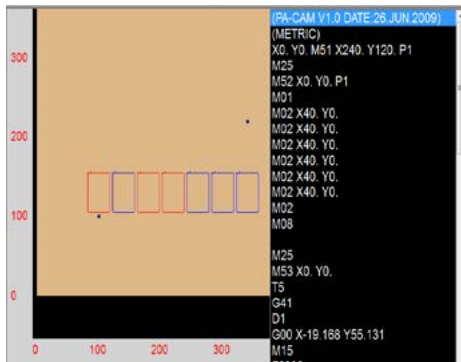 300
200
100
0
0
100
200
300
(PA-CAM V1.0 DATE:26.JUN.2009)
(METRIC)
X0. Y0. M51 X240. Y120. P1
M25
M52 X0. Y0. P1
M01
M02 X40. Y0.
M02 X40. Y0.
M02 X40. Y0.
M02 X40. Y0.
M02 X40. Y0.
M02 X40. Y0.
M02
M08
M25
M53 X0. Y0.
T5
G41
D1
G00 X-19.168 Y55.131
M15